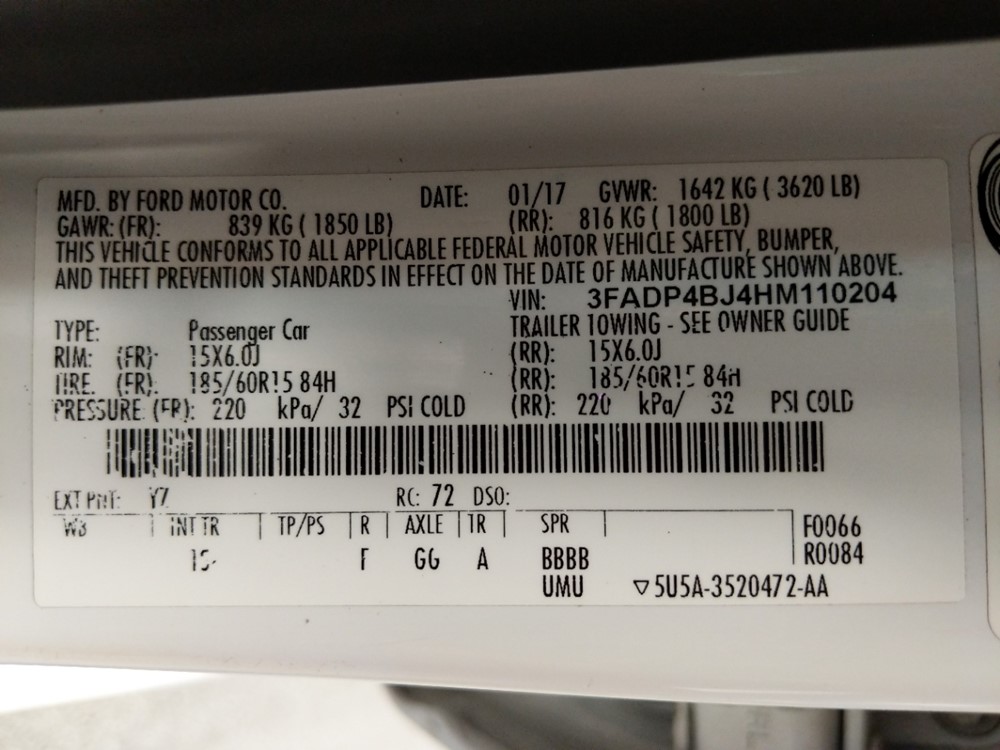 MFD. BY FORD MOTOR CO. DATE: 01/17 GVWR: 1642 KG ( 3620 LB)
GAWR: (FR): 839 KG ( 1850 LB) (RR): 816 KG ( 1800 LB)
THIS VEHICLE CONFORMS TO ALL APPLICABLE FEDERAL MOTOR VEHICLE SAFETY, BUMPER,
AND THEFT PREVENTION STANDARDS IN EFFECT ON THE DATE OF MANUFACTURE SHOWN ABOVE.
VIN: 3FADP4BJ4HM110204
TYPE: Passenger Car TRAILER TOWING - SEE OWNER GUIDE
RIM: (FR): 15X6.0J (RR): 15X6.0J
TIRE: (FR): 185/60R15 84H (RR): 185/60R15 84H
PRESSURE: (FR): 220 kPa/ 32 PSI COLD (RR): 220 kPa/ 32 PSI COLD
EXT PNT: RC: 72 DSO:
WB INT TR TP/PS R AXLE TR SPR F0066
F GG A BBBB R0084
UMU ▽5U5A-3520472-AA